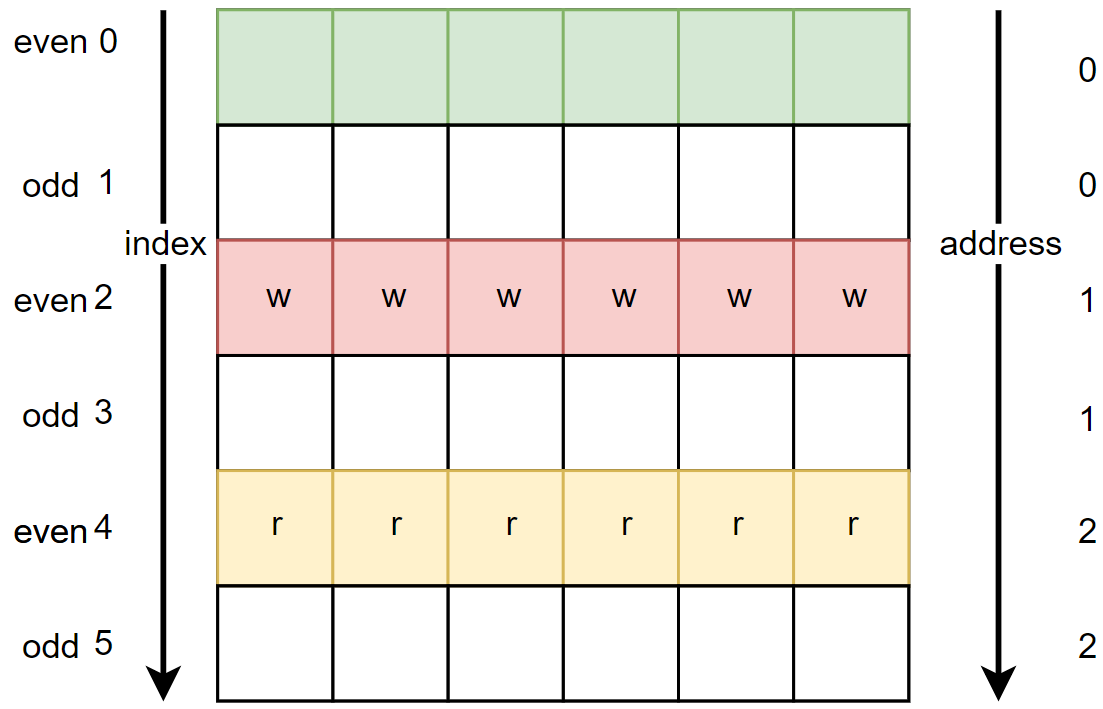 even 0
0
odd 1
0
index
address
even 2
w w w w w w
1
odd 3
1
even 4
r r r r r r
2
odd 5
2